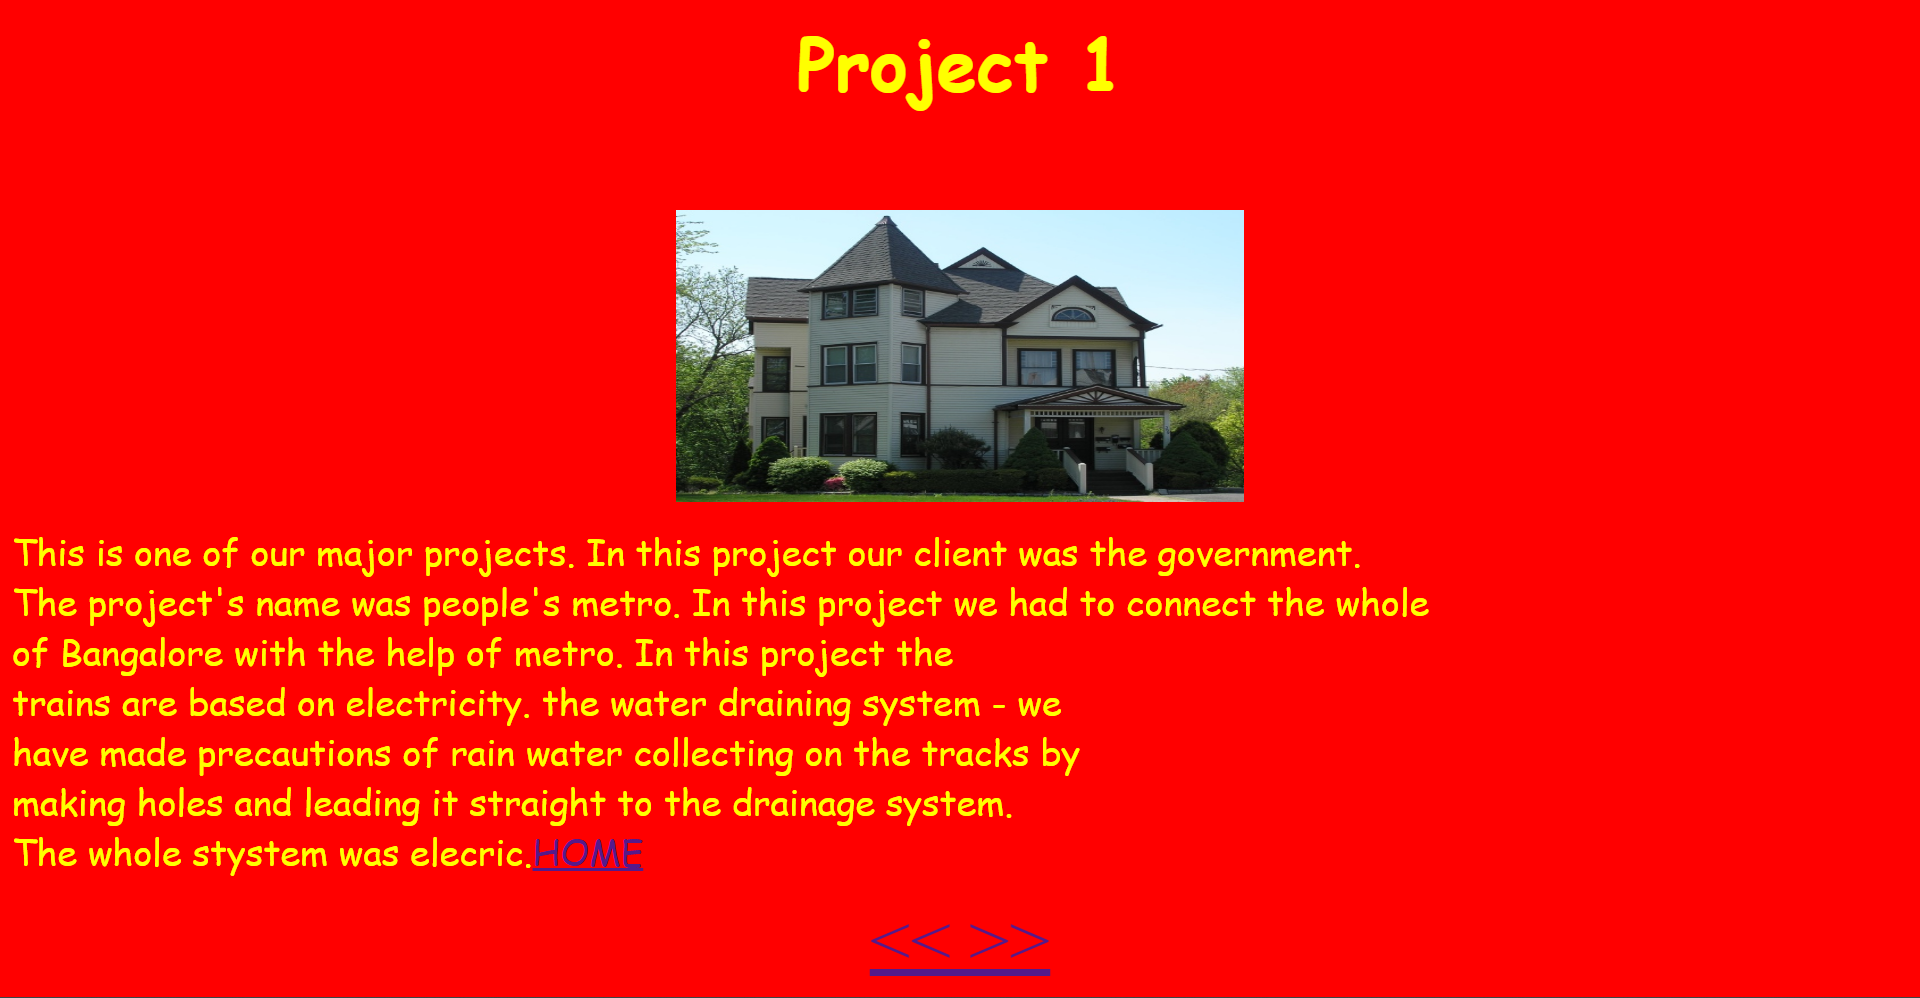 Project 1
This is one of our major projects. In this project our client was the government.
The project's name was people's metro. In this project we had to connect the whole
of Bangalore with the help of metro. In this project the
trains are based on electricity. the water draining system - we
have made precautions of rain water collecting on the tracks by
making holes and leading it straight to the drainage system.
The whole stystem was elecric.HOME
<< >>